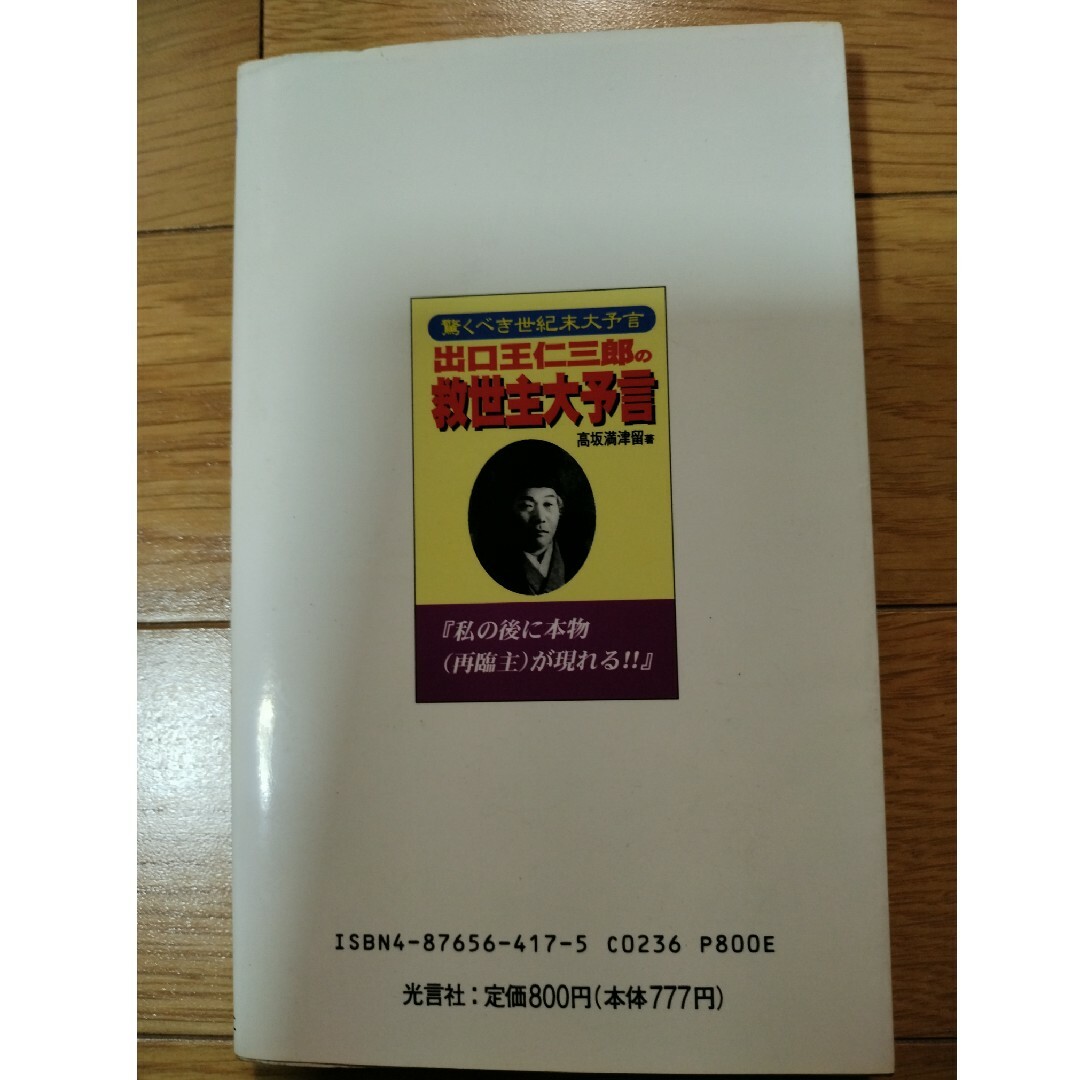 驚くべき世紀末大予言
出口王仁三郎の
救世主大予言
高坂満津留著
『私の後に本物
(再臨主)が現れる!!』
ISBN4-87656-417-5 C0236 P800E
光言社:定価800円(本体777円)